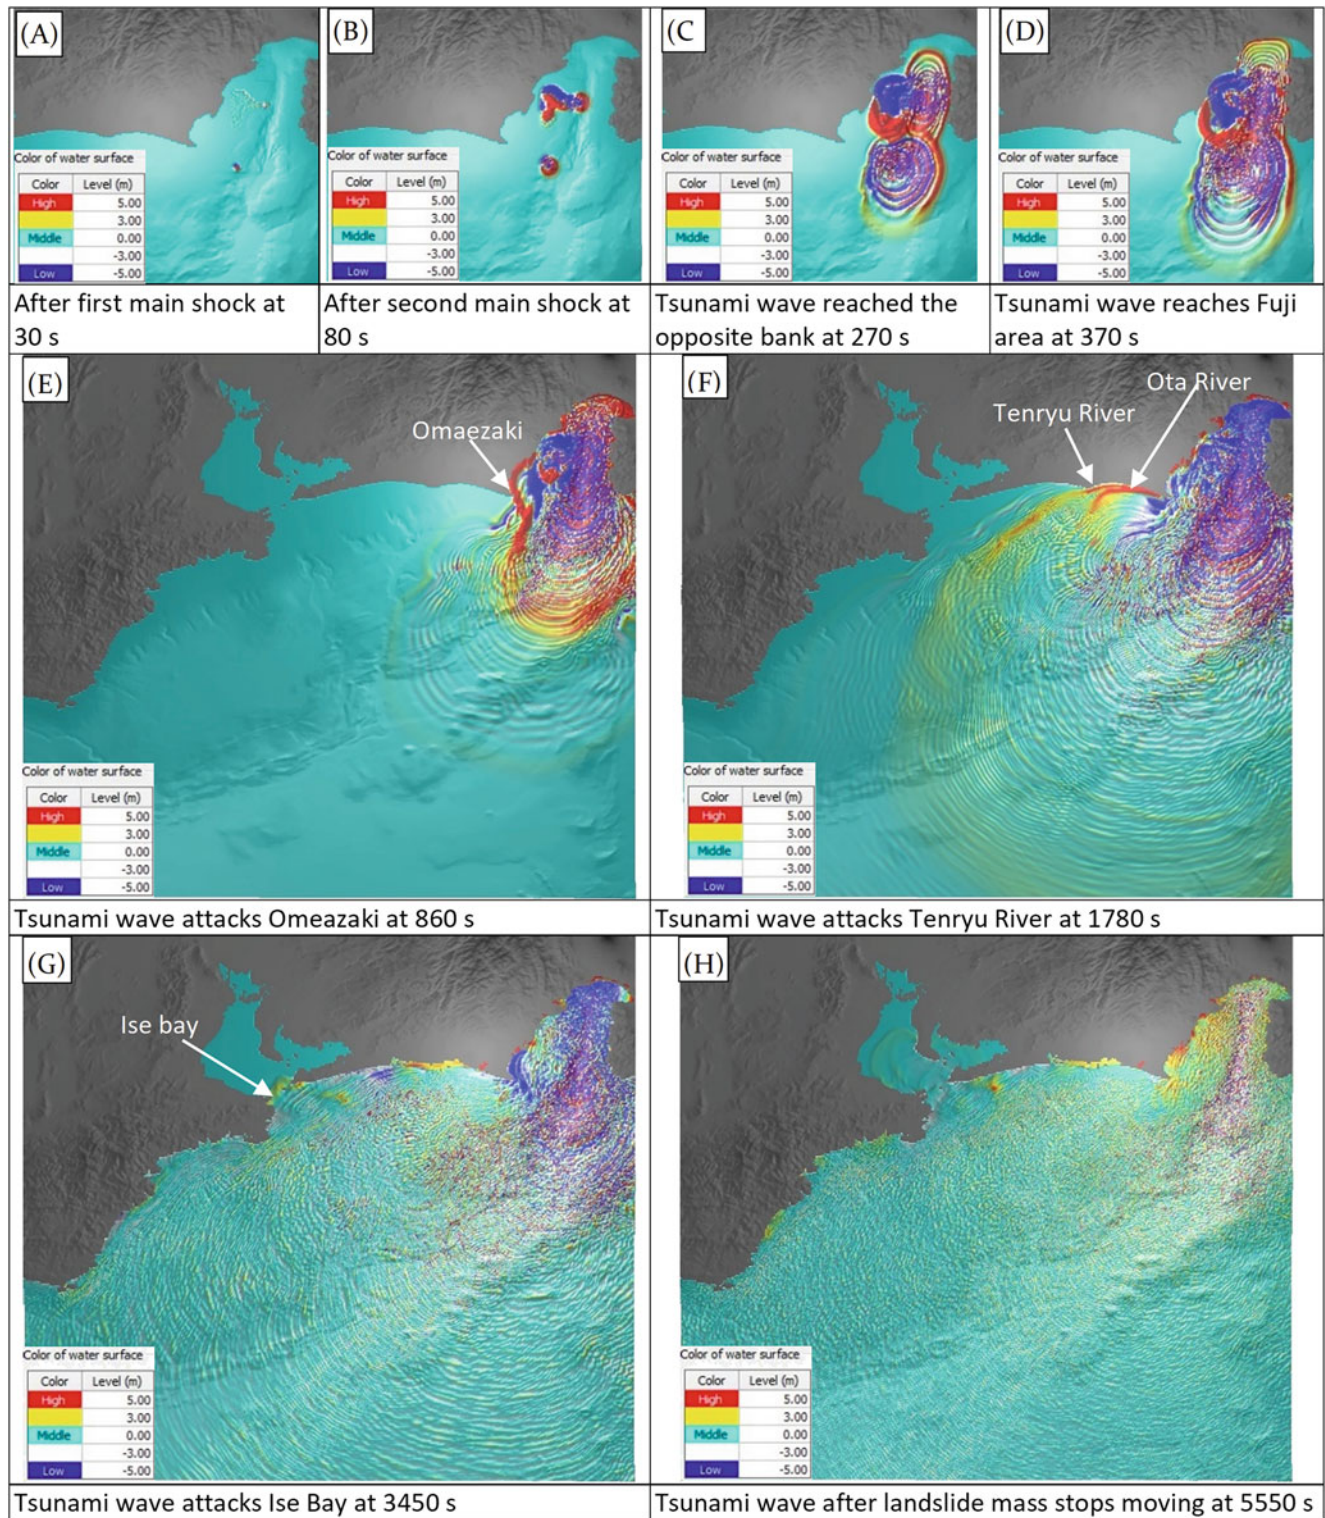 (A)
Color of water surface
Color Level (m)
High 5.00
3.00
Middle 0.00
-3.00
Low -5.00
After first main shock at
30 s
(B)
Color of water surface
Color Level (m)
High 5.00
3.00
Middle 0.00
-3.00
Low -5.00
After second main shock at
80 s
(C)
Color of water surface
Color Level (m)
High 5.00
3.00
Middle 0.00
-3.00
Low -5.00
Tsunami wave reached the
opposite bank at 270 s
(D)
Color of water surface
Color Level (m)
High 5.00
3.00
Middle 0.00
-3.00
Low -5.00
Tsunami wave reaches Fuji
area at 370 s
(E)
Omaezaki
Color of water surface
Color Level (m)
High 5.00
3.00
Middle 0.00
-3.00
Low -5.00
Tsunami wave attacks Omeazaki at 860 s
(F)
Ota River
Tenryu River
Color of water surface
Color Level (m)
High 5.00
3.00
Middle 0.00
-3.00
Low -5.00
Tsunami wave attacks Tenryu River at 1780 s
(G)
Ise bay
Color of water surface
Color Level (m)
High 5.00
3.00
Middle 0.00
-3.00
Low -5.00
Tsunami wave attacks Ise Bay at 3450 s
(H)
Color of water surface
Color Level (m)
High 5.00
3.00
Middle 0.00
-3.00
Low -5.00
Tsunami wave after landslide mass stops moving at 5550 s